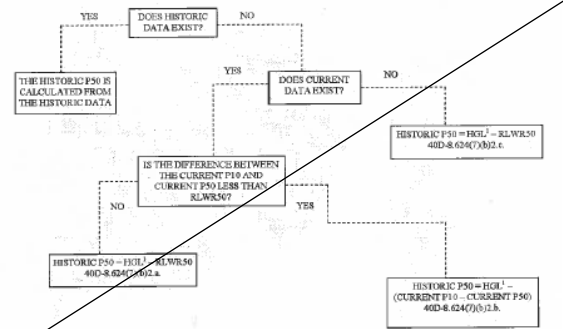 YES
DOES HISTORIC
DATA EXIST?
NO
THE HISTORIC P50 IS
CALCULATED FROM
THE HISTORIC DATA
YES
DOES CURRENT
DATA EXIST?
NO
HISTORIC P50 = HGL¹ – RLWR50
40D-8.624(7)(b)2.c.
IS THE DIFFERENCE BETWEEN
THE CURRENT P10 AND
CURRENT P50 LESS THAN
RLWR50?
NO
YES
HISTORIC P50 = HGL¹ – RLWR50
40D-8.624(7)(b)2.a.
HISTORIC P50 = HGL¹ –
(CURRENT P10 – CURRENT P50)
40D-8.624(7)(b)2.b.